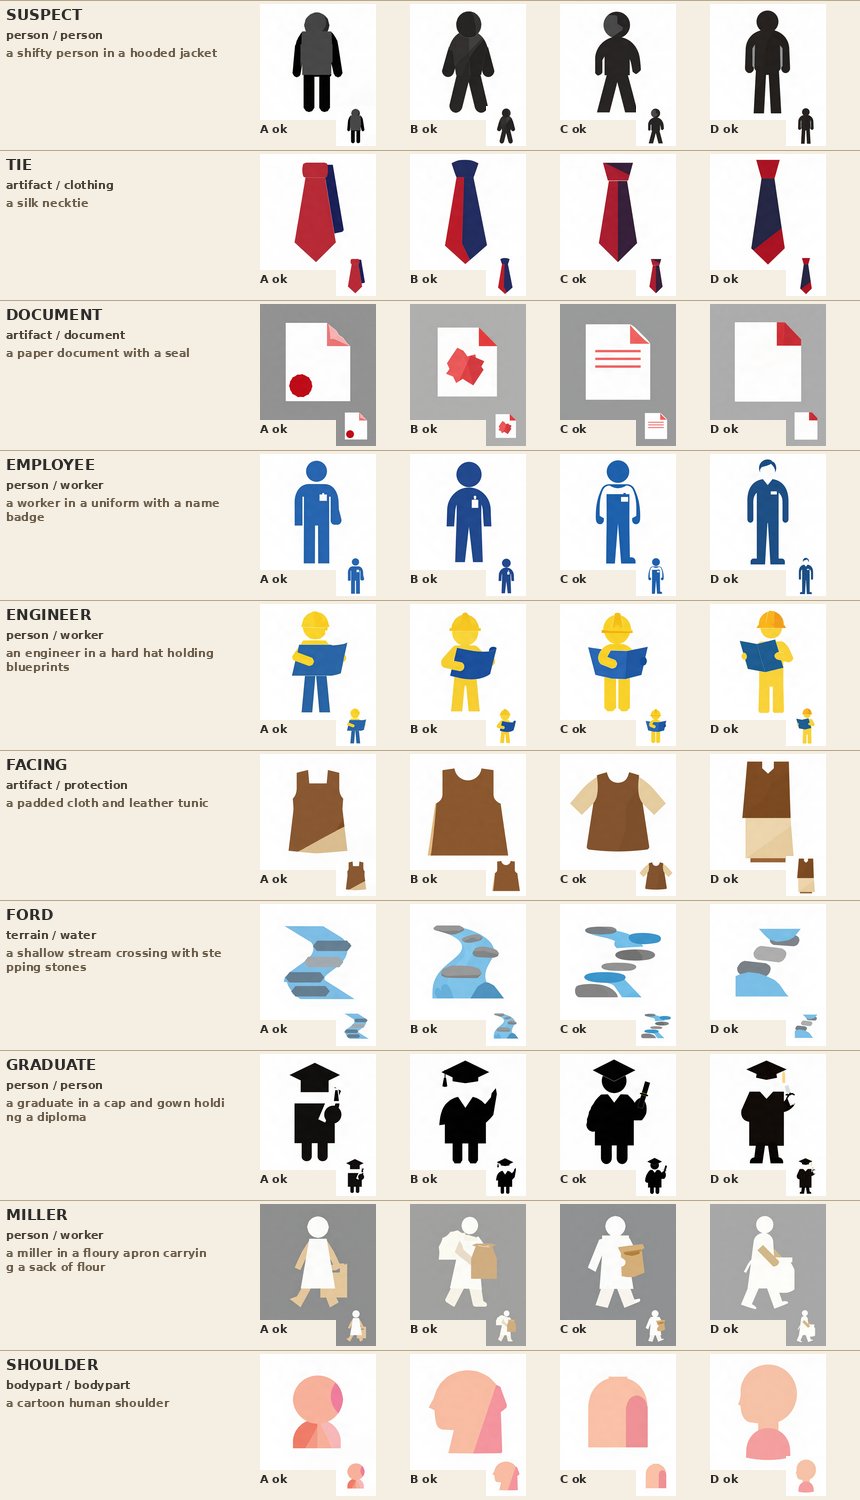 SUSPECT
person / person
a shifty person in a hooded jacket
A ok
B ok
C ok
D ok
TIE
artifact / clothing
a silk necktie
A ok
B ok
C ok
D ok
DOCUMENT
artifact / document
a paper document with a seal
A ok
B ok
C ok
D ok
EMPLOYEE
person / worker
a worker in a uniform with a name
badge
A ok
B ok
C ok
D ok
ENGINEER
person / worker
an engineer in a hard hat holding
blueprints
A ok
B ok
C ok
D ok
FACING
artifact / protection
a padded cloth and leather tunic
A ok
B ok
C ok
D ok
FORD
terrain / water
a shallow stream crossing with ste
pping stones
A ok
B ok
C ok
D ok
GRADUATE
person / person
a graduate in a cap and gown holdi
ng a diploma
A ok
B ok
C ok
D ok
MILLER
person / worker
a miller in a floury apron carryin
g a sack of flour
A ok
B ok
C ok
D ok
SHOULDER
bodypart / bodypart
a cartoon human shoulder
A ok
B ok
C ok
D ok